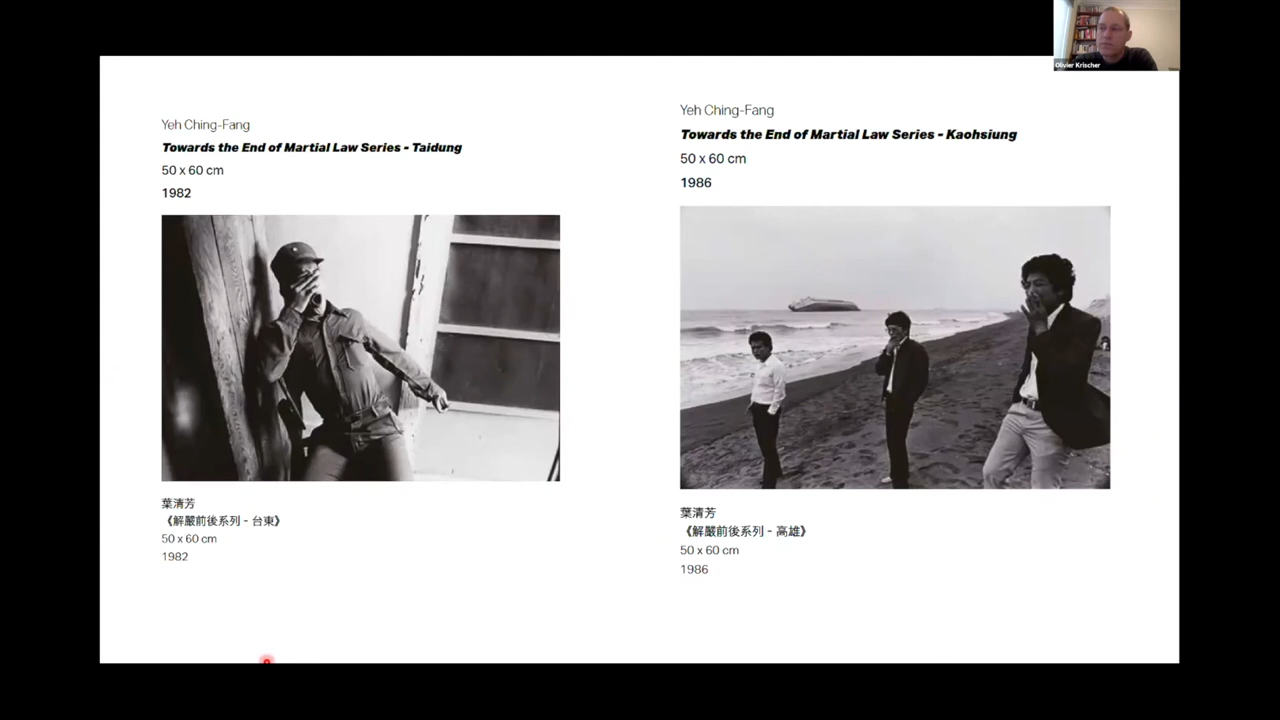 Olivier Krischer
Yeh Ching-Fang
Towards the End of Martial Law Series - Taidung
50 x 60 cm
1982
葉清芳
《解嚴前後系列 - 台東》
50 x 60 cm
1982
Yeh Ching-Fang
Towards the End of Martial Law Series - Kaohsiung
50 x 60 cm
1986
葉清芳
《解嚴前後系列 - 高雄》
50 x 60 cm
1986